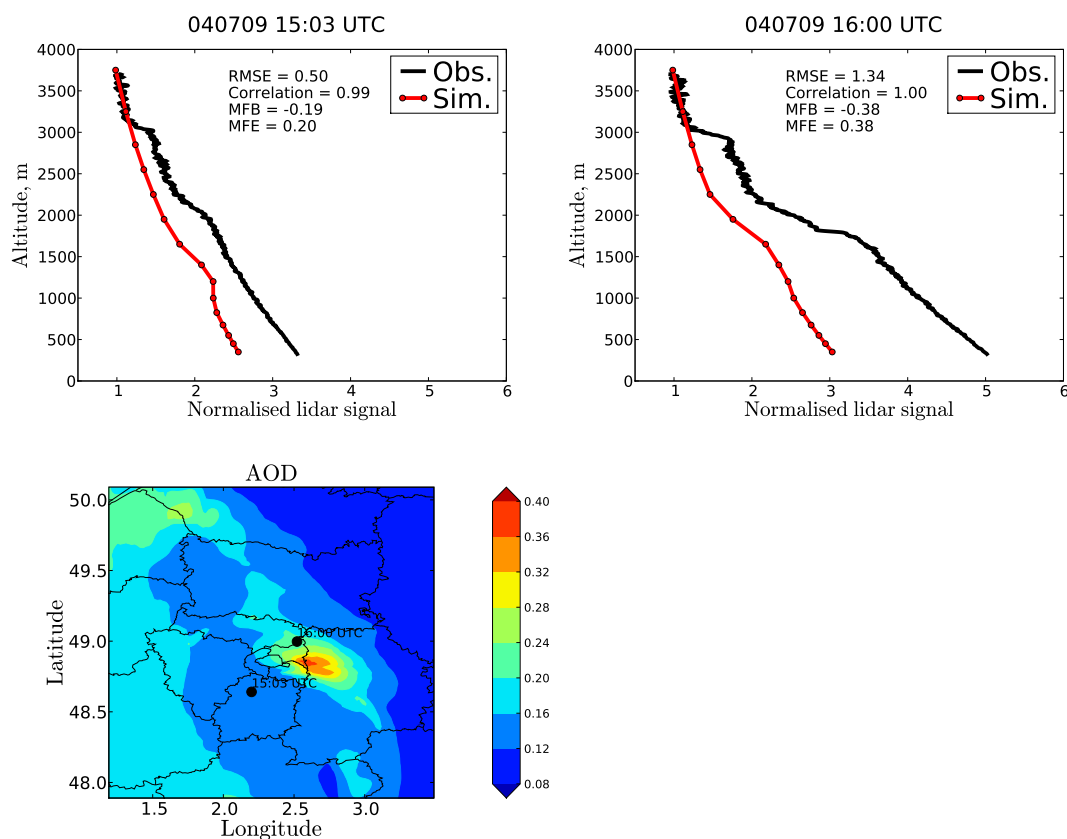 040709 15:03 UTC
4000
3500
3000
2500
2000
1500
1000
500
0
Altitude, m
RMSE = 0.50
Correlation = 0.99
MFB = -0.19
MFE = 0.20
Obs.
Sim.
1 2 3 4 5 6
Normalised lidar signal
040709 16:00 UTC
4000
3500
3000
2500
2000
1500
1000
500
0
Altitude, m
RMSE = 1.34
Correlation = 1.00
MFB = -0.38
MFE = 0.38
Obs.
Sim.
1 2 3 4 5 6
Normalised lidar signal
AOD
50.0
49.5
49.0
48.5
48.0
Latitude
16:00 UTC
15:03 UTC
1.5 2.0 2.5 3.0
Longitude
0.40
0.36
0.32
0.28
0.24
0.20
0.16
0.12
0.08